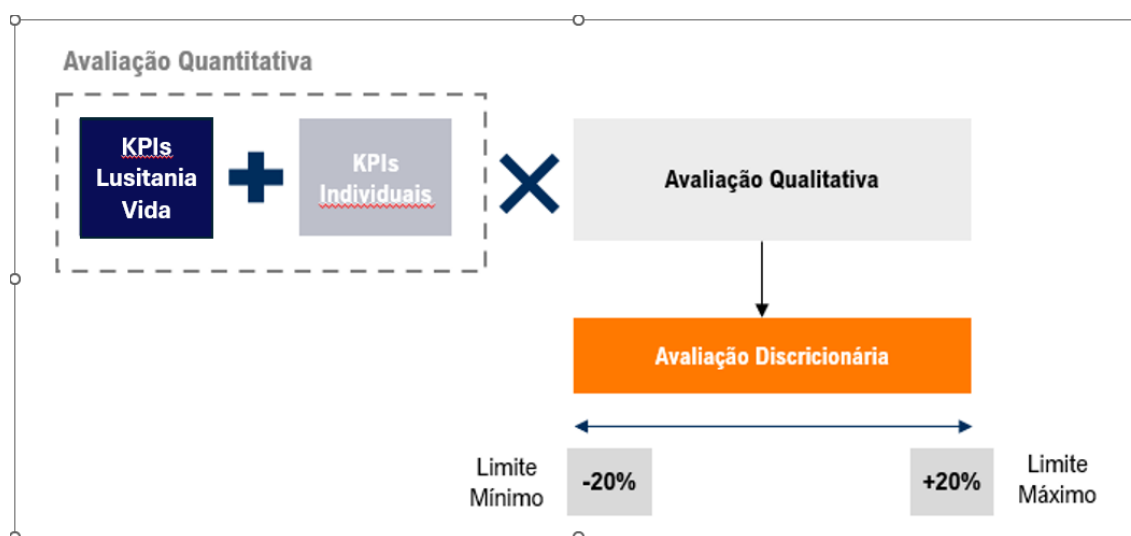 Avaliação Quantitativa
KPIs
Lusitania
Vida
KPIs
Individuais
Avaliação Qualitativa
Avaliação Discricionária
Limite
Mínimo
-20%
+20%
Limite
Máximo